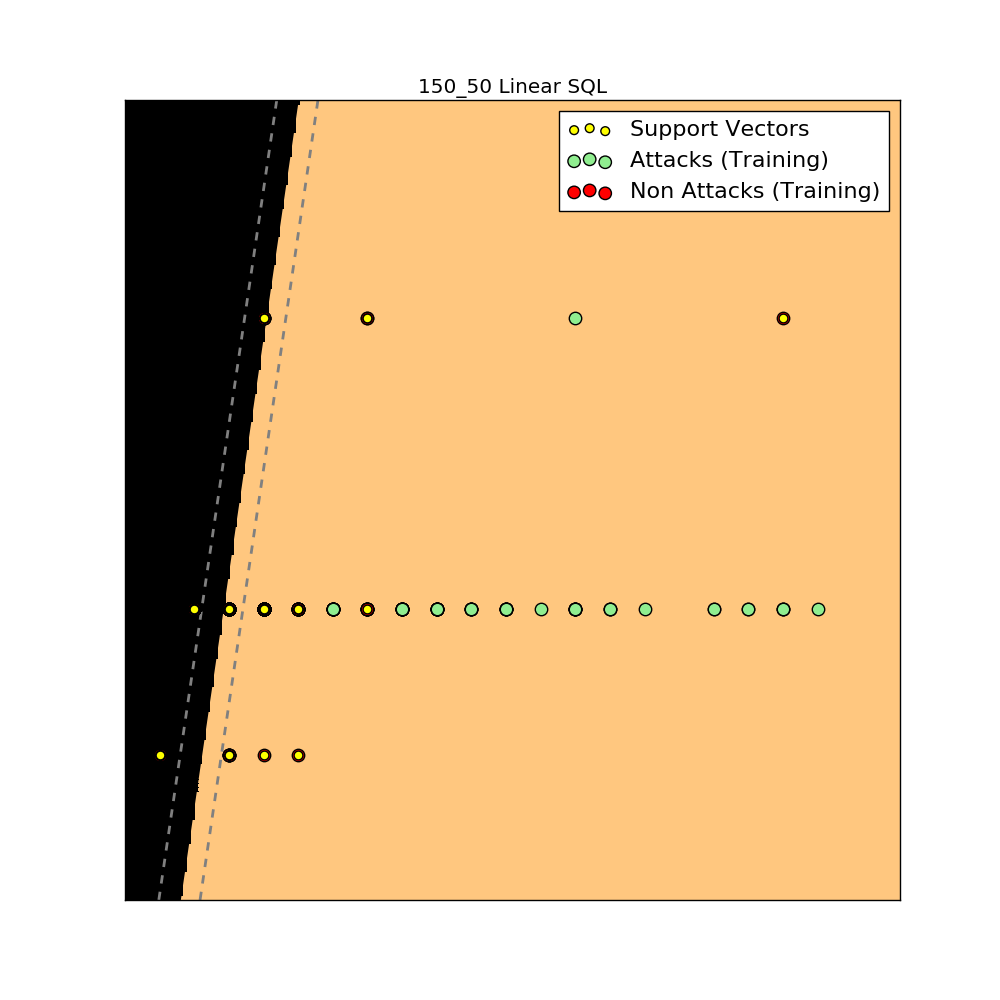 150_50 Linear SQL
Support Vectors
Attacks (Training)
Non Attacks (Training)